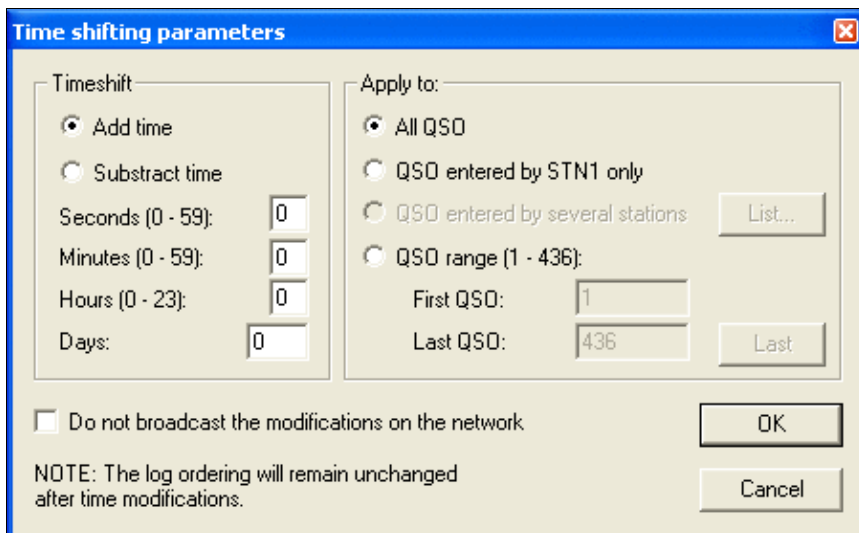 Time shifting parameters
Timeshift
Add time
Substract time
Seconds (0 - 59): 0
Minutes (0 - 59): 0
Hours (0 - 23): 0
Days: 0
Apply to:
All QSO
QSO entered by STN1 only
QSO entered by several stations List...
QSO range (1 - 436):
First QSO: 1
Last QSO: 436 Last
Do not broadcast the modifications on the network
OK
NOTE: The log ordering will remain unchanged
after time modifications.
Cancel